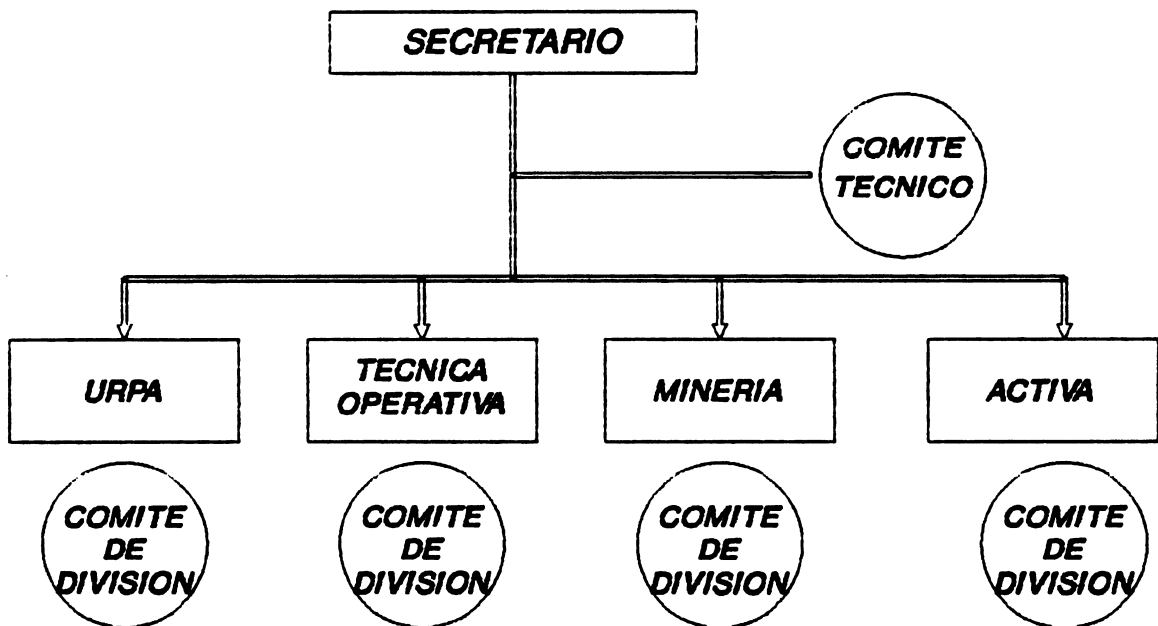 SECRETARIO
COMITE
TECNICO
URPA
TECNICA
OPERATIVA
MINERIA
ACTIVA
COMITE
DE
DIVISION
COMITE
DE
DIVISION
COMITE
DE
DIVISION
COMITE
DE
DIVISION